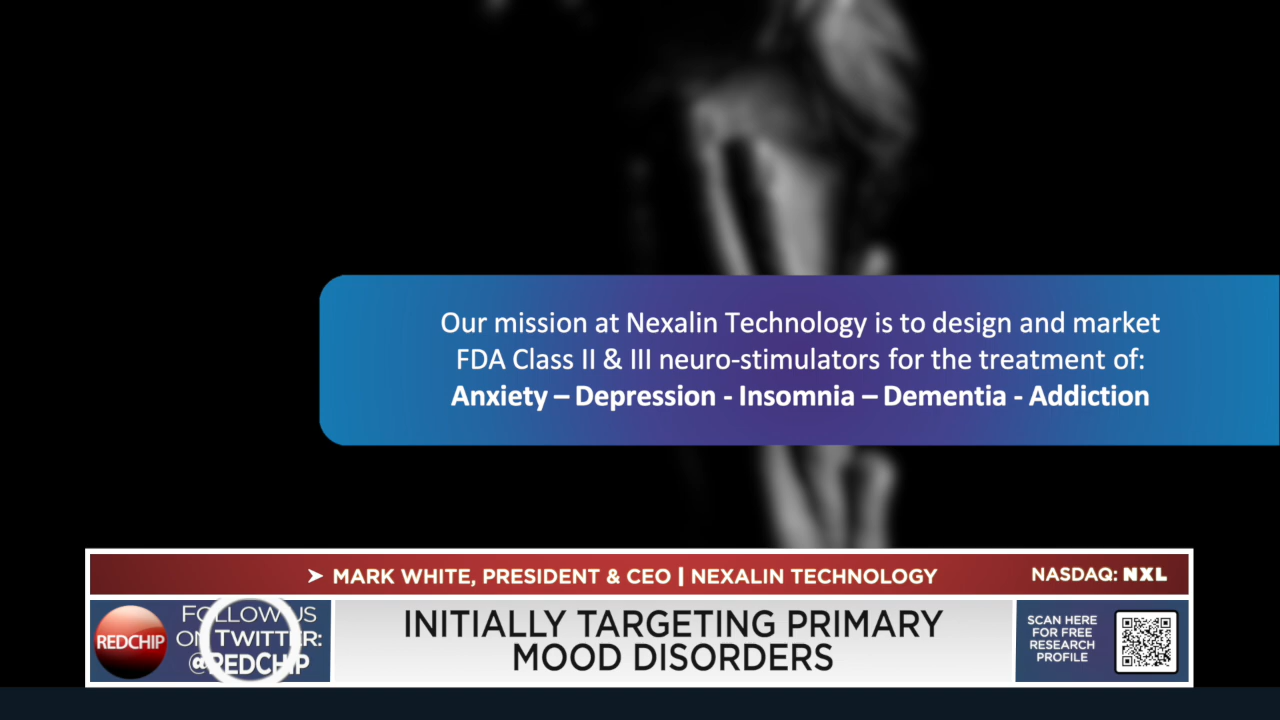 Our mission at Nexalin Technology is to design and market
FDA Class II & III neuro-stimulators for the treatment of:
Anxiety – Depression - Insomnia – Dementia - Addiction
➤ MARK WHITE, PRESIDENT & CEO | NEXALIN TECHNOLOGY
NASDAQ: NXL
REDCHIP
FOLLOW US
ON TWITTER:
@REDCHIP
INITIALLY TARGETING PRIMARY
MOOD DISORDERS
SCAN HERE
FOR FREE
RESEARCH
PROFILE